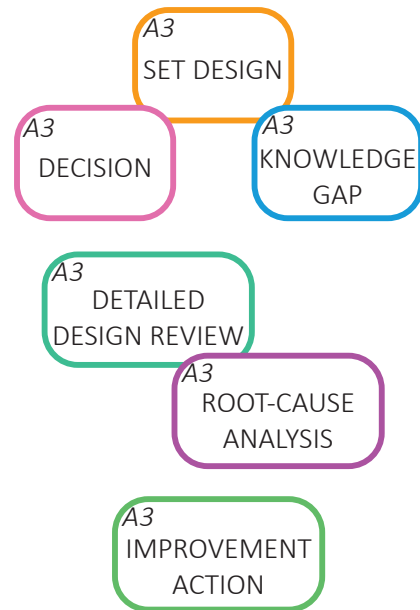 A3
SET DESIGN
A3
DECISION
A3
KNOWLEDGE
GAP
A3
DETAILED
DESIGN REVIEW
A3
ROOT-CAUSE
ANALYSIS
A3
IMPROVEMENT
ACTION